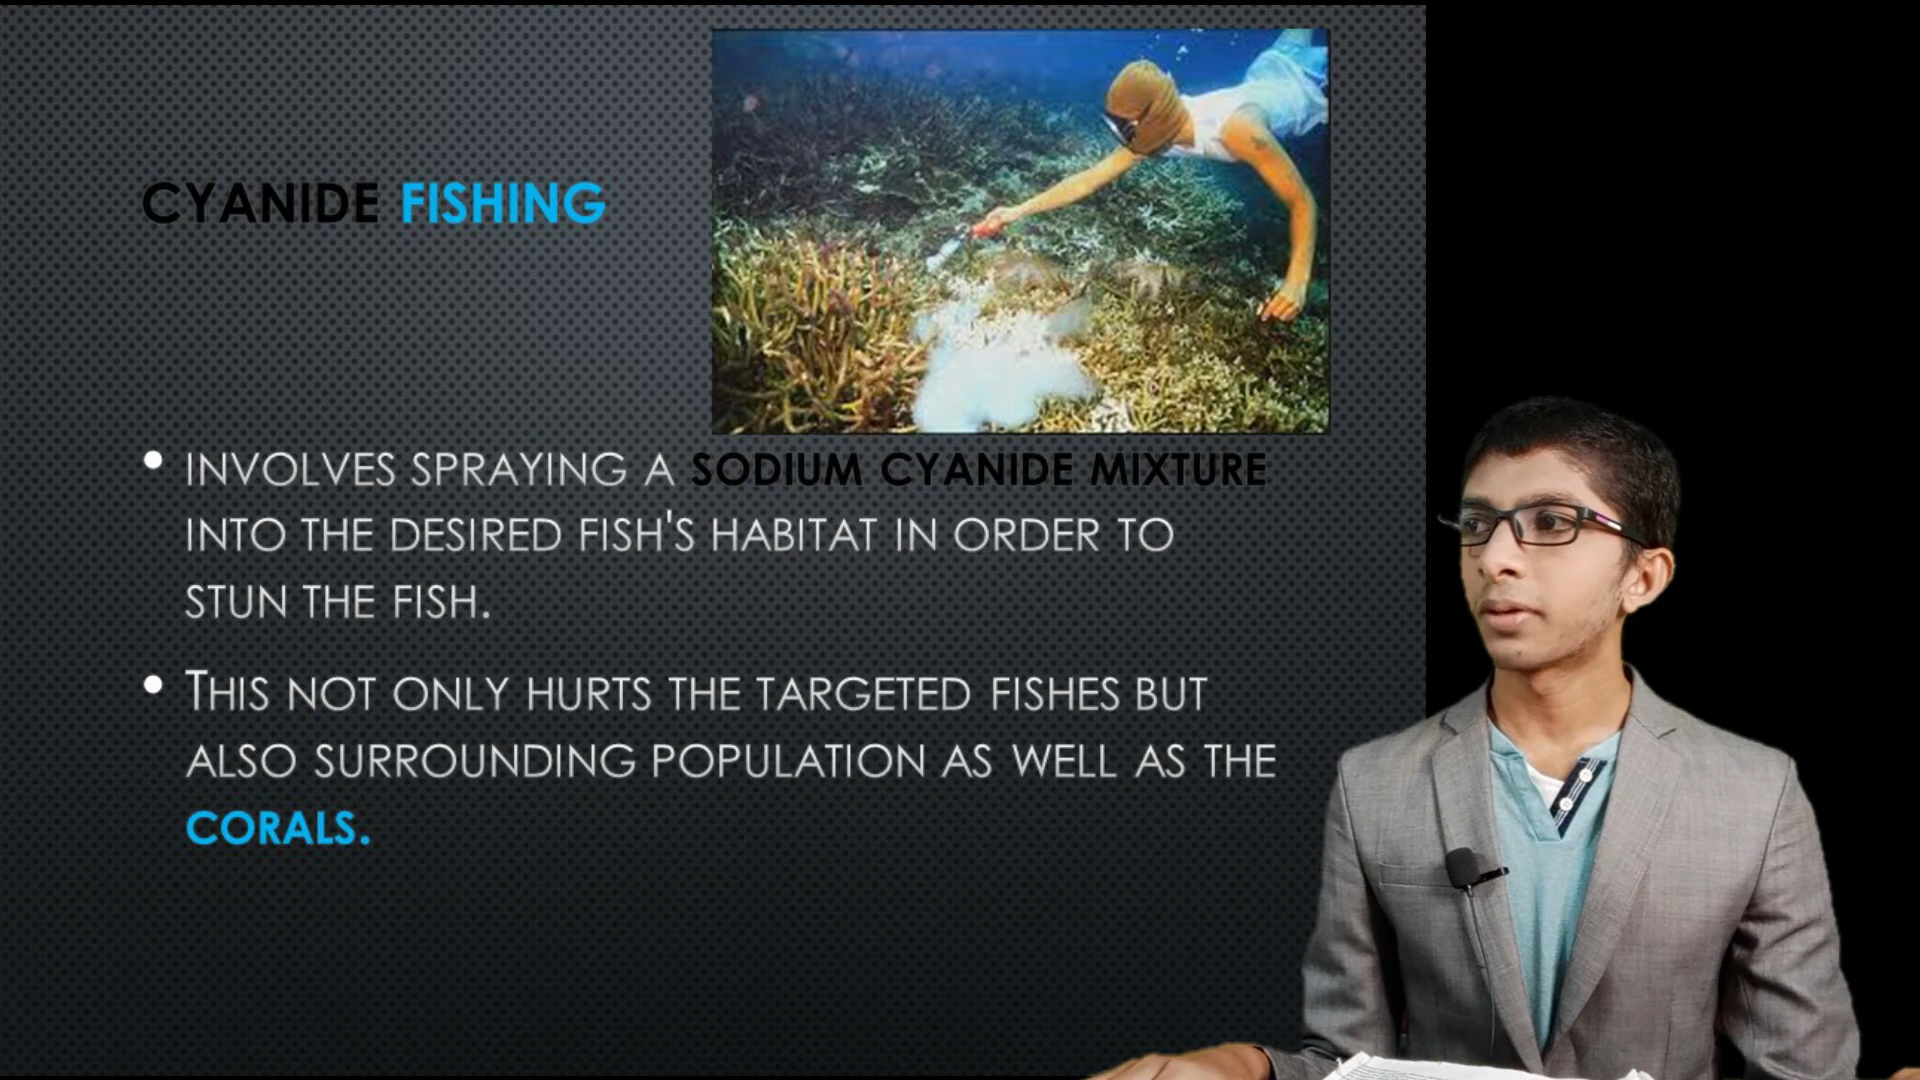 CYANIDE FISHING
• INVOLVES SPRAYING A SODIUM CYANIDE MIXTURE
INTO THE DESIRED FISH'S HABITAT IN ORDER TO
STUN THE FISH.
• THIS NOT ONLY HURTS THE TARGETED FISHES BUT
ALSO SURROUNDING POPULATION AS WELL AS THE
CORALS.